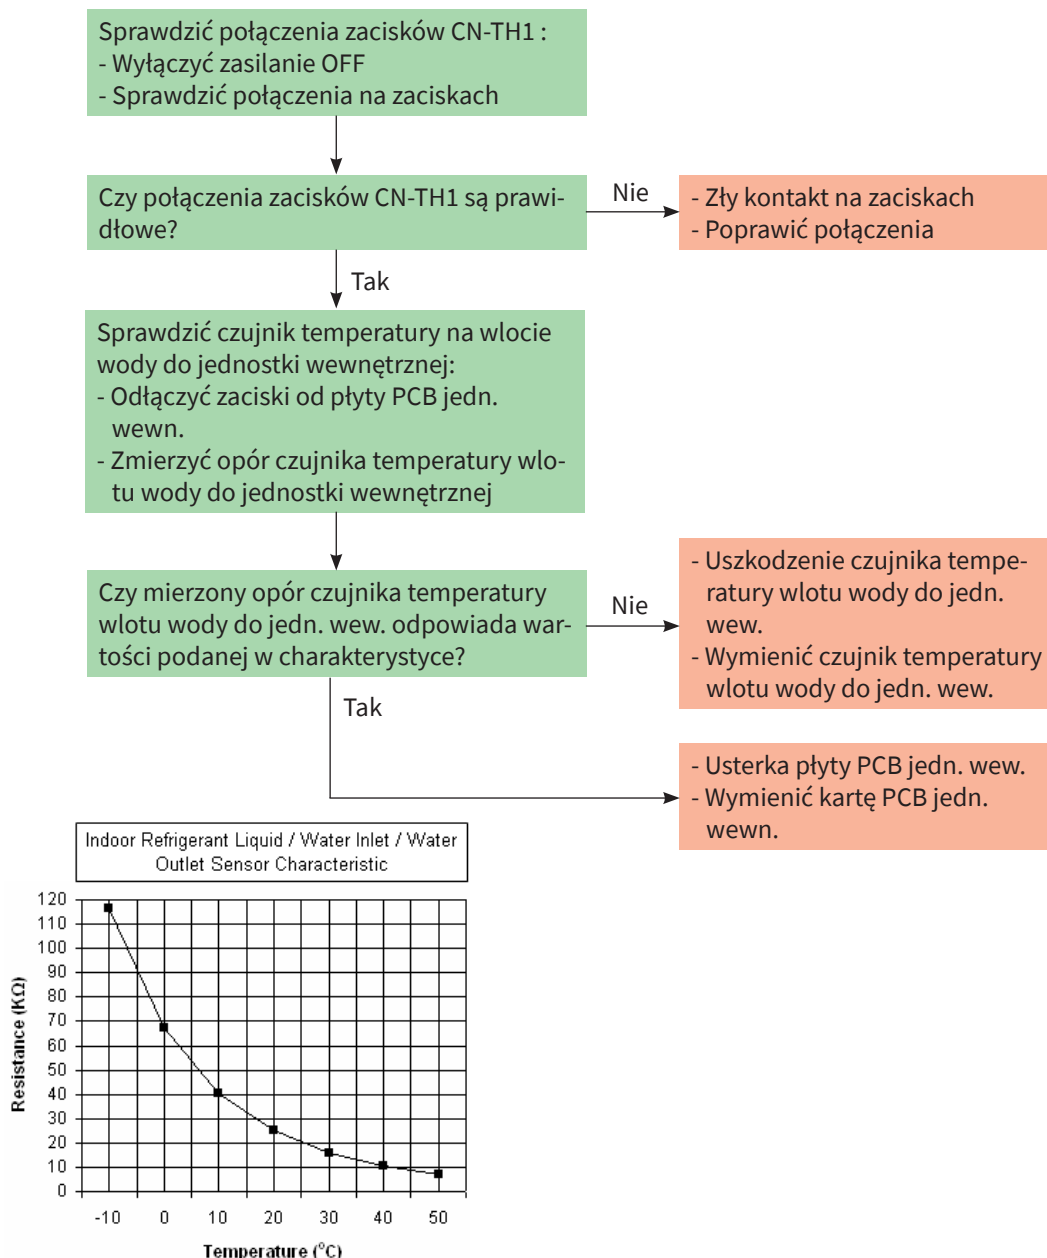 Sprawdzić połączenia zacisków CN-TH1 :
- Wyłączyć zasilanie OFF
- Sprawdzić połączenia na zaciskach
Czy połączenia zacisków CN-TH1 są prawi-
dłowe?
Nie
- Zły kontakt na zaciskach
- Poprawić połączenia
Tak
Sprawdzić czujnik temperatury na wlocie
wody do jednostki wewnętrznej:
- Odłączyć zaciski od płyty PCB jedn.
wewn.
- Zmierzyć opór czujnika temperatury wlo-
tu wody do jednostki wewnętrznej
Czy mierzony opór czujnika temperatury
wlotu wody do jedn. wew. odpowiada war-
tości podanej w charakterystyce?
Nie
- Uszkodzenie czujnika tempe-
ratury wlotu wody do jedn.
wew.
- Wymienić czujnik temperatury
wlotu wody do jedn. wew.
Tak
- Usterka płyty PCB jedn. wew.
- Wymienić kartę PCB jedn.
wewn.
Indoor Refrigerant Liquid / Water Inlet / Water
Outlet Sensor Characteristic
Resistance (KΩ)
120
110
100
90
80
70
60
50
40
30
20
10
0
-10 0 10 20 30 40 50
Temperature (°C)